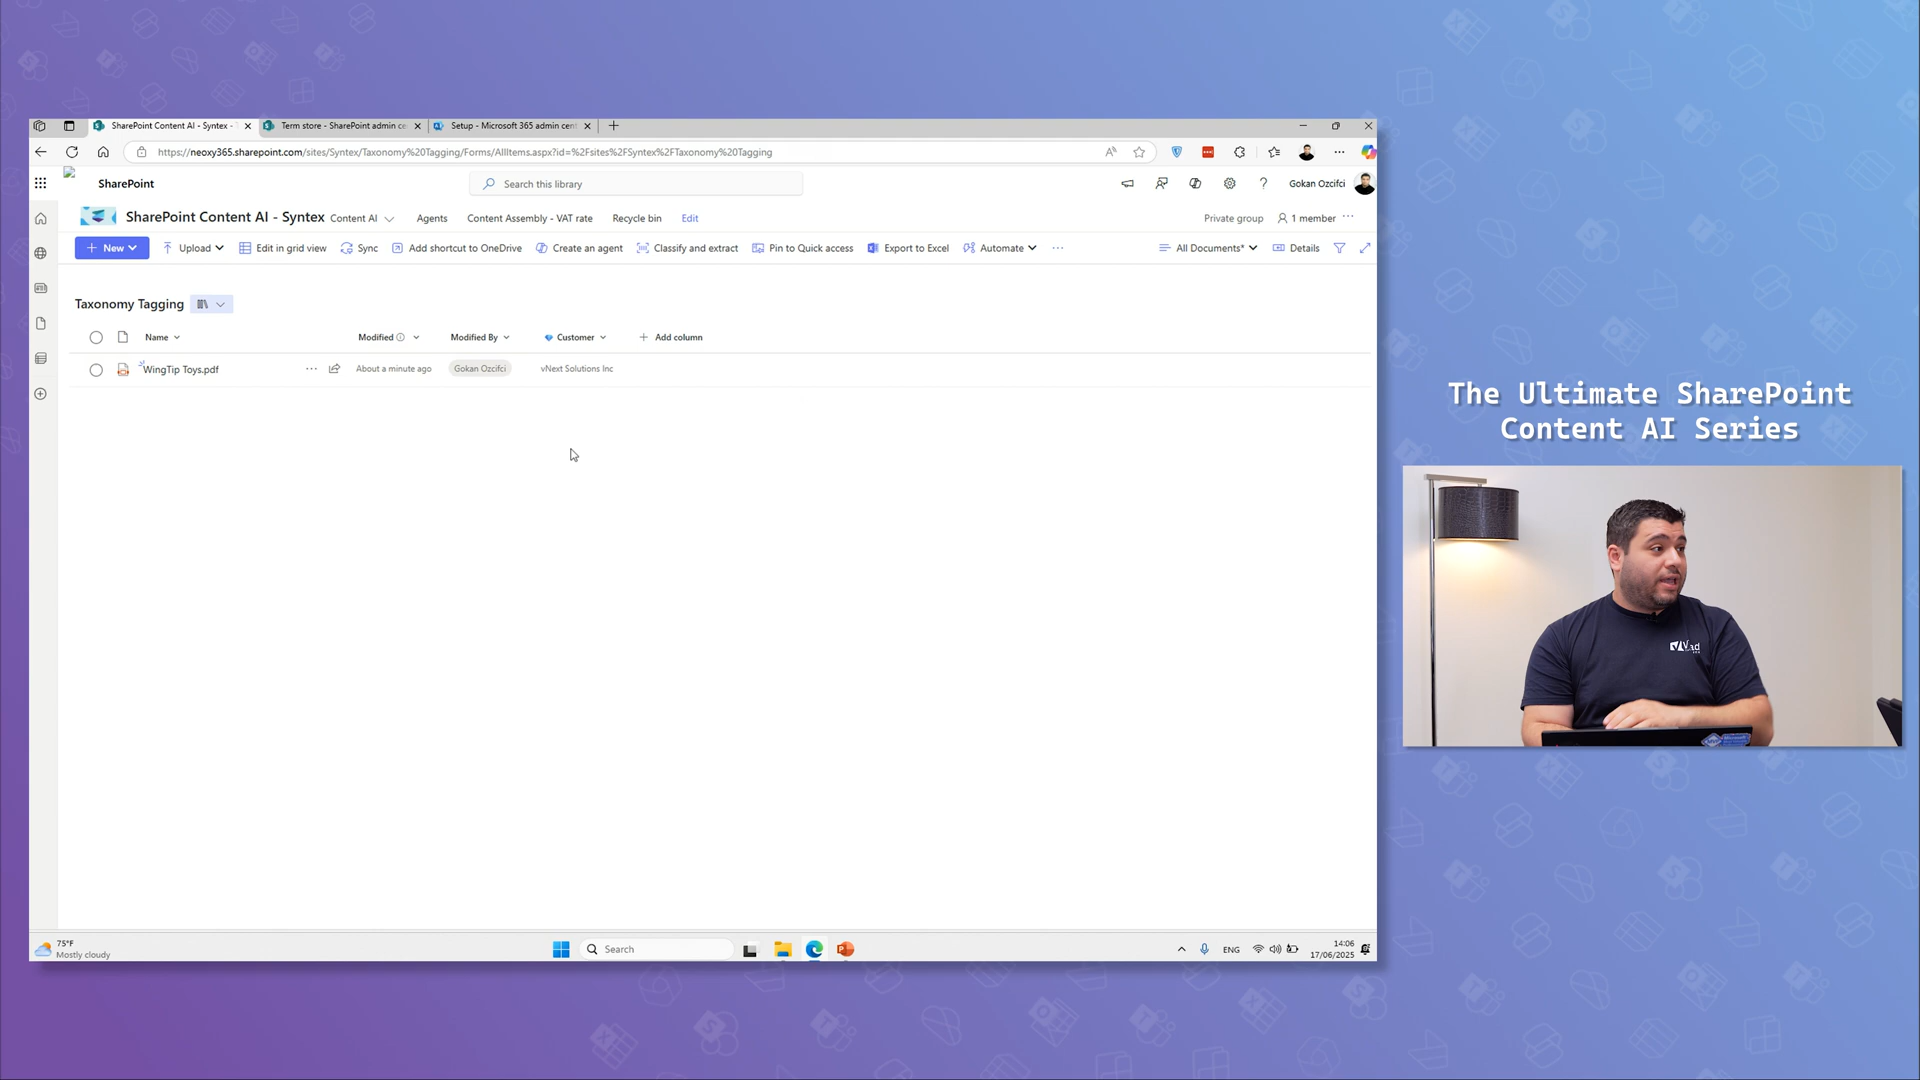 SharePoint Content AI - Syntex -
Term store - SharePoint admin ce
Setup - Microsoft 365 admin cen
https://neoxy365.sharepoint.com/sites/Syntex/Taxonomy%20Tagging/Forms/AllItems.aspx?id=%2Fsites%2FSyntex%2FTaxonomy%20Tagging
SharePoint
Search this library
Gokan Ozcifci
SharePoint Content AI - Syntex
Content AI
Agents
Content Assembly - VAT rate
Recycle bin
Edit
Private group
1 member
New
Upload
Edit in grid view
Sync
Add shortcut to OneDrive
Create an agent
Classify and extract
Pin to Quick access
Export to Excel
Automate
All Documents*
Details
Taxonomy Tagging
Name
Modified
Modified By
Customer
Add column
WingTip Toys.pdf
About a minute ago
Gokan Ozcifci
vNext Solutions Inc
The Ultimate SharePoint
Content AI Series
75°F
Mostly cloudy
Search
ENG
14:06
17/06/2025